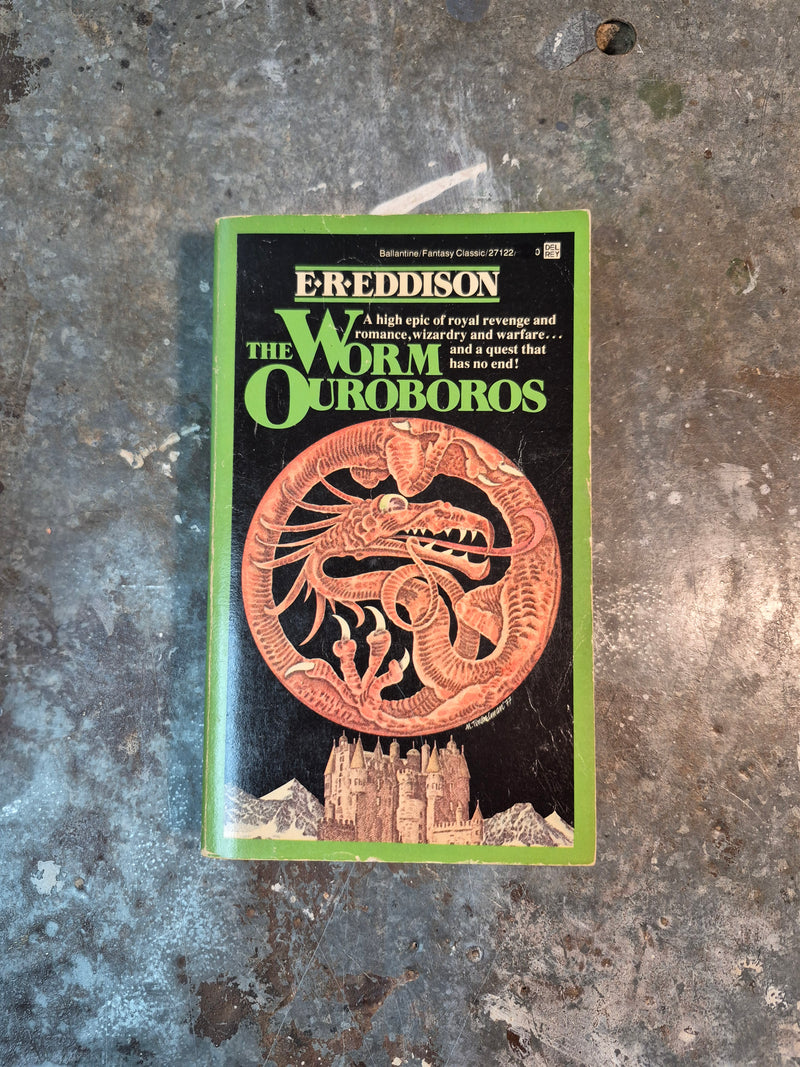 Ballantine/Fantasy Classic/27122/ 0 DEL REY
E·R·EDDISON
A high epic of royal revenge and
romance, wizardry and warfare...
and a quest that
has no end!
THE WORM
OUROBOROS